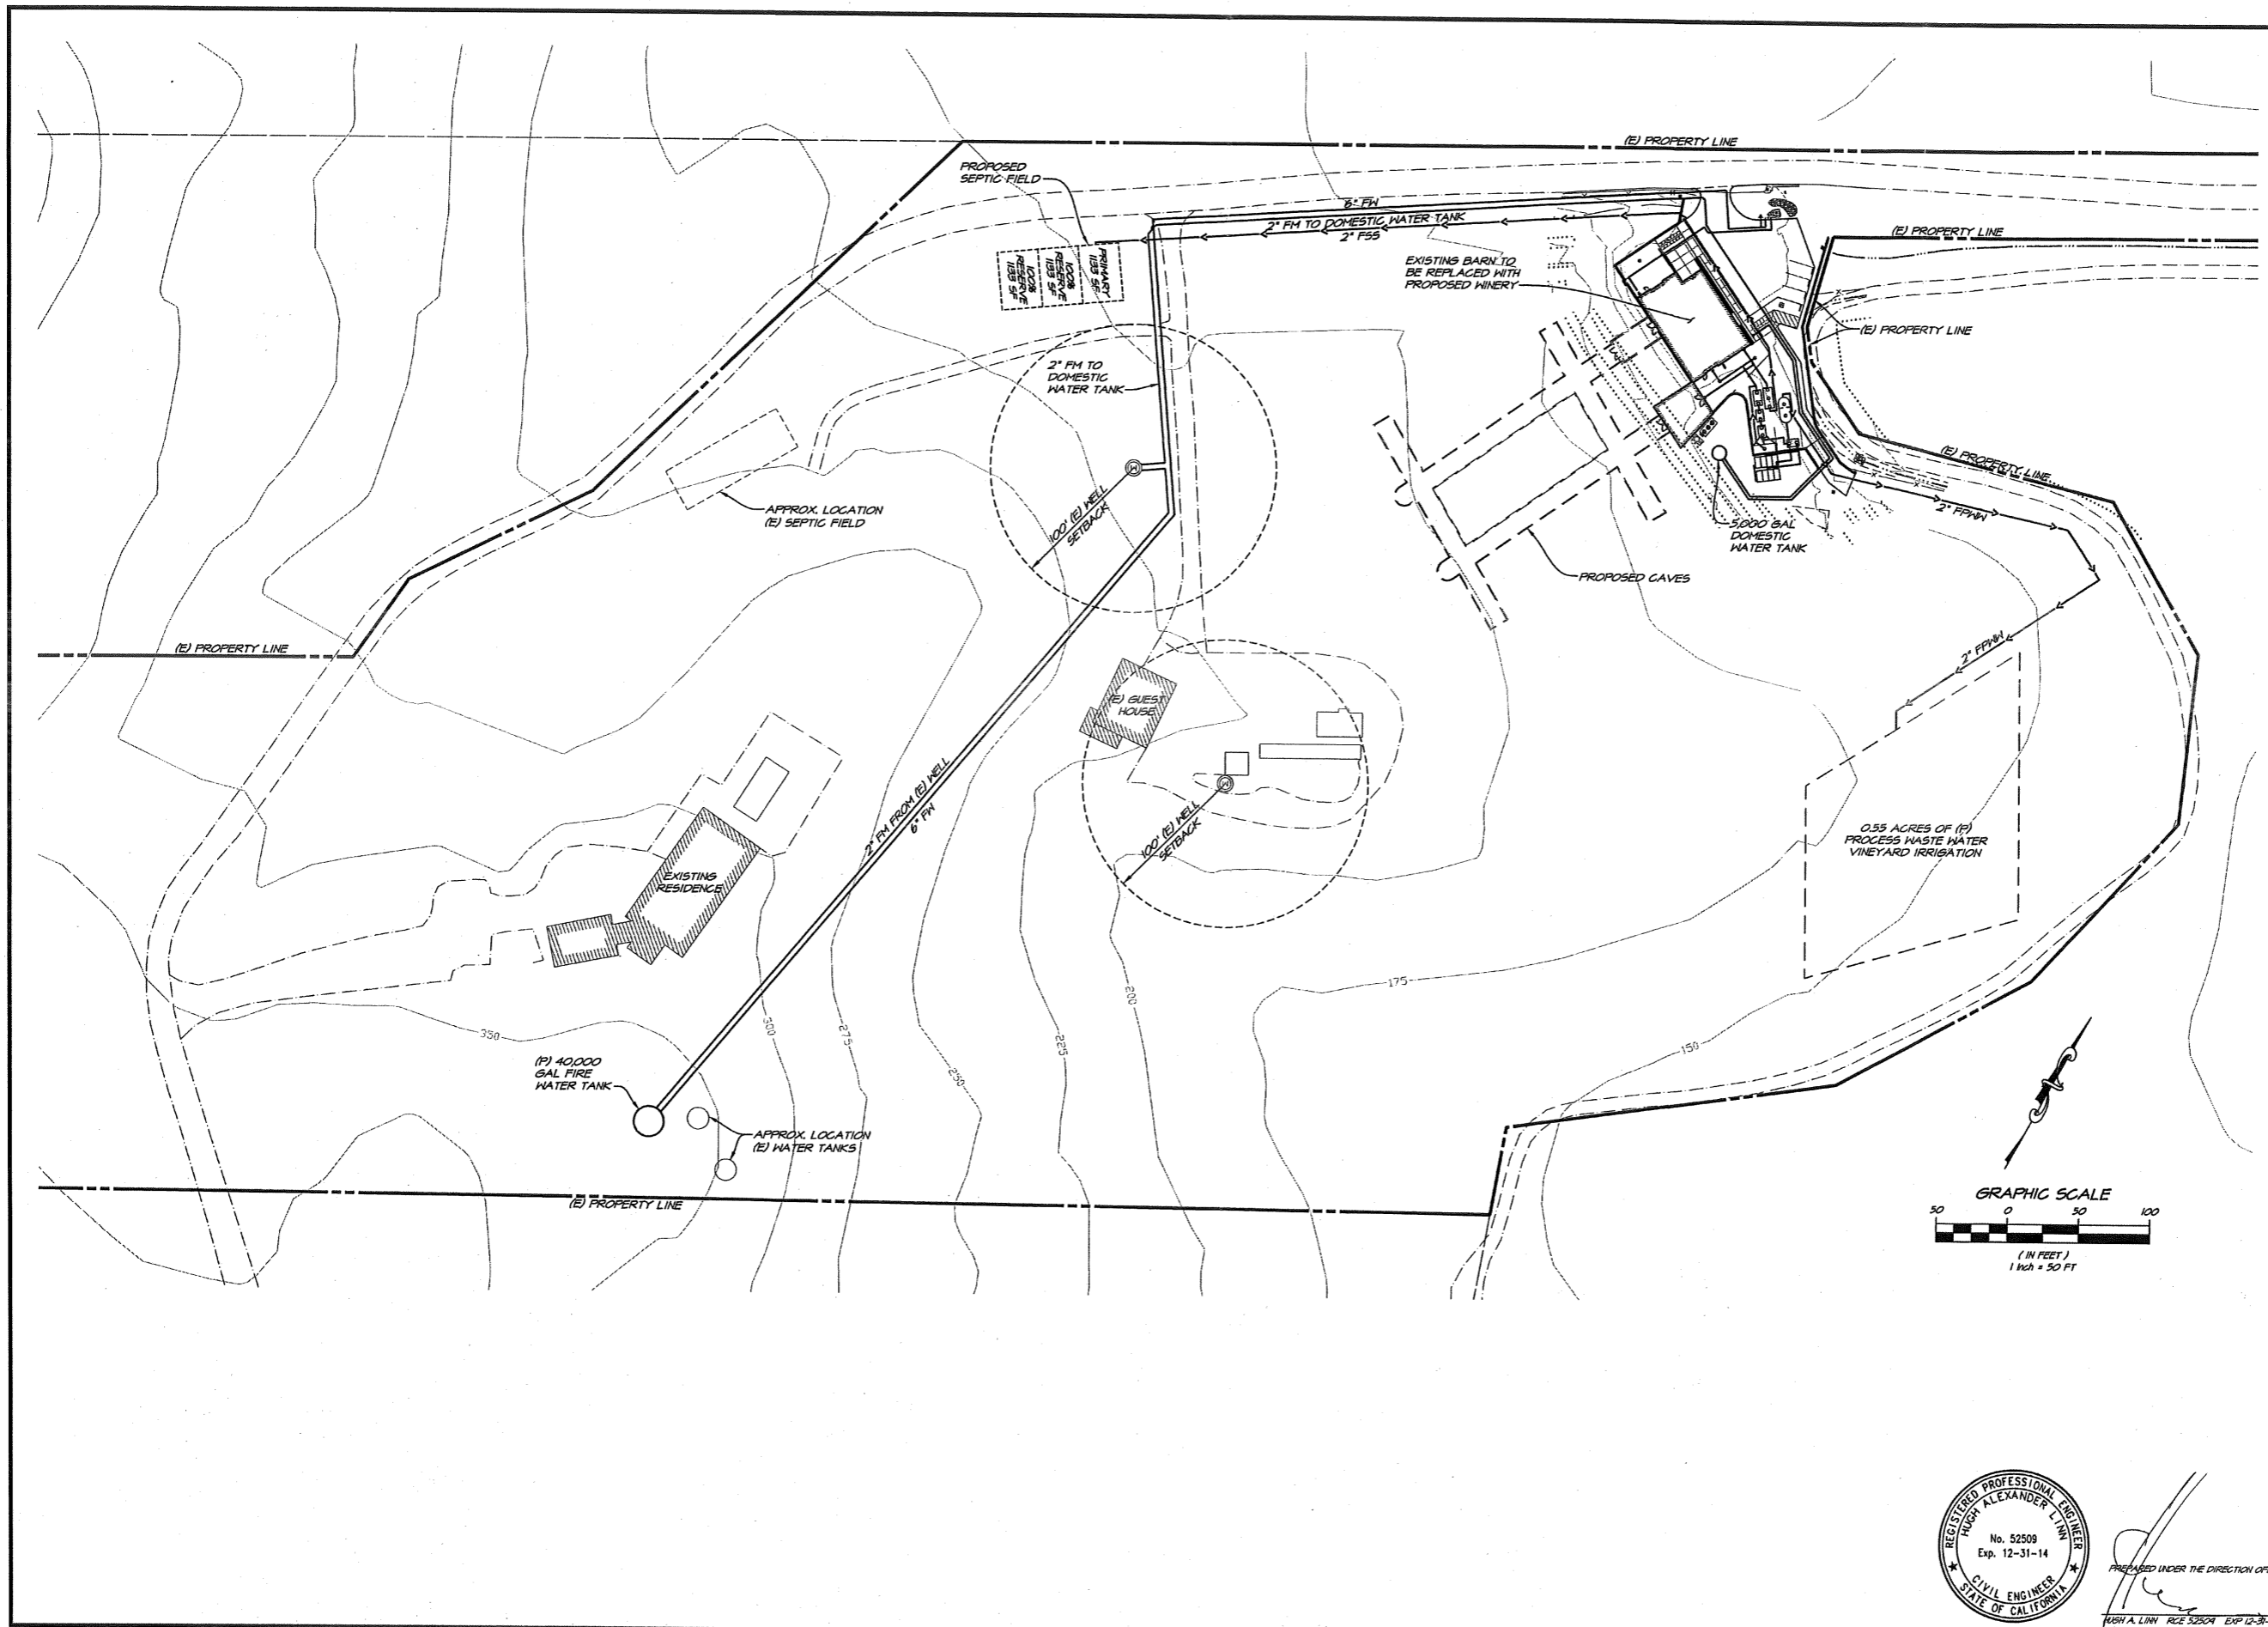 (E) PROPERTY LINE
PROPOSED
SEPTIC FIELD
6" FW
2" FM TO DOMESTIC WATER TANK
2" FSS
(E) PROPERTY LINE
PRIMARY
1133 SF
100%
RESERVE
1133 SF
100%
RESERVE
1133 SF
EXISTING BARN TO
BE REPLACED WITH
PROPOSED WINERY
(E) PROPERTY LINE
2" FM TO
DOMESTIC
WATER TANK
(E) PROPERTY LINE
APPROX. LOCATION
(E) SEPTIC FIELD
W
100' (E) WELL
SETBACK
2" FPWW
5,000 GAL
DOMESTIC
WATER TANK
PROPOSED CAVES
(E) PROPERTY LINE
2" FPWW
(E) GUEST
HOUSE
W
2" FM FROM (E) WELL
6" FW
100' (E) WELL
SETBACK
0.55 ACRES OF (P)
PROCESS WASTE WATER
VINEYARD IRRIGATION
EXISTING
RESIDENCE
175
200
350
300
275
225
250
150
(P) 40,000
GAL FIRE
WATER TANK
APPROX. LOCATION
(E) WATER TANKS
(E) PROPERTY LINE
GRAPHIC SCALE
50 0 50 100
( IN FEET )
1 inch = 50 FT
REGISTERED PROFESSIONAL ENGINEER
HUGH ALEXANDER LINN
No. 52509
Exp. 12-31-14
CIVIL ENGINEER
STATE OF CALIFORNIA
PREPARED UNDER THE DIRECTION OF:
HUGH A. LINN RCE 52509 EXP 12-31-